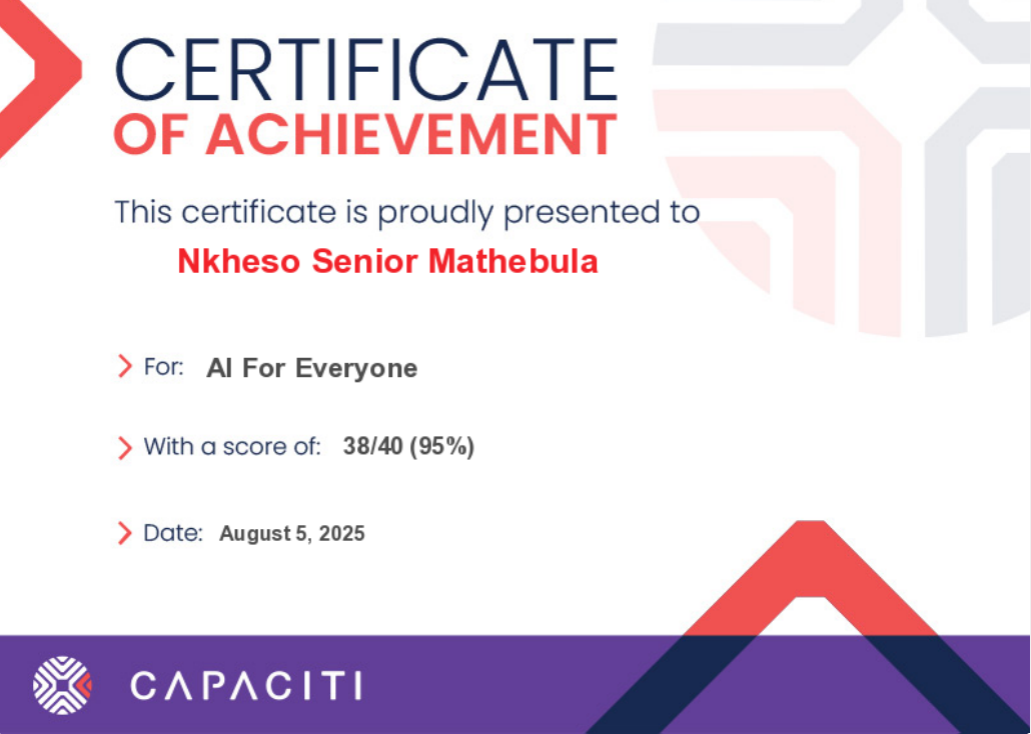 CERTIFICATE
OF ACHIEVEMENT
This certificate is proudly presented to
Nkheso Senior Mathebula
For: AI For Everyone
With a score of: 38/40 (95%)
Date: August 5, 2025
CAPACITI